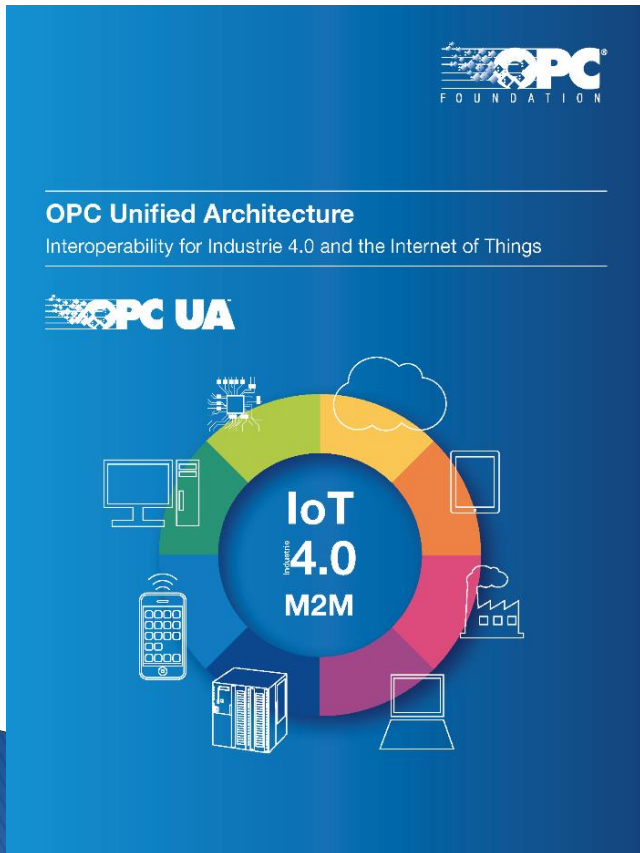 OPC®
FOUNDATION
OPC Unified Architecture
Interoperability for Industrie 4.0 and the Internet of Things
OPC UA
IoT
Industrie
4.0
M2M